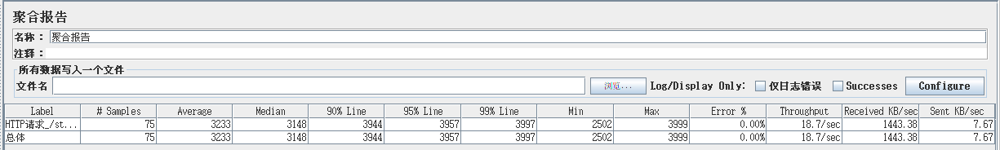 聚合报告
名称： 聚合报告
注释：
所有数据写入一个文件
文件名 浏览... Log/Display Only: 仅日志错误 Successes Configure
Label # Samples Average Median 90% Line 95% Line 99% Line Min Max Error % Throughput Received KB/sec Sent KB/sec
HTTP请求_/st... 75 3233 3148 3944 3957 3997 2502 3999 0.00% 18.7/sec 1443.38 7.67
总体 75 3233 3148 3944 3957 3997 2502 3999 0.00% 18.7/sec 1443.38 7.67